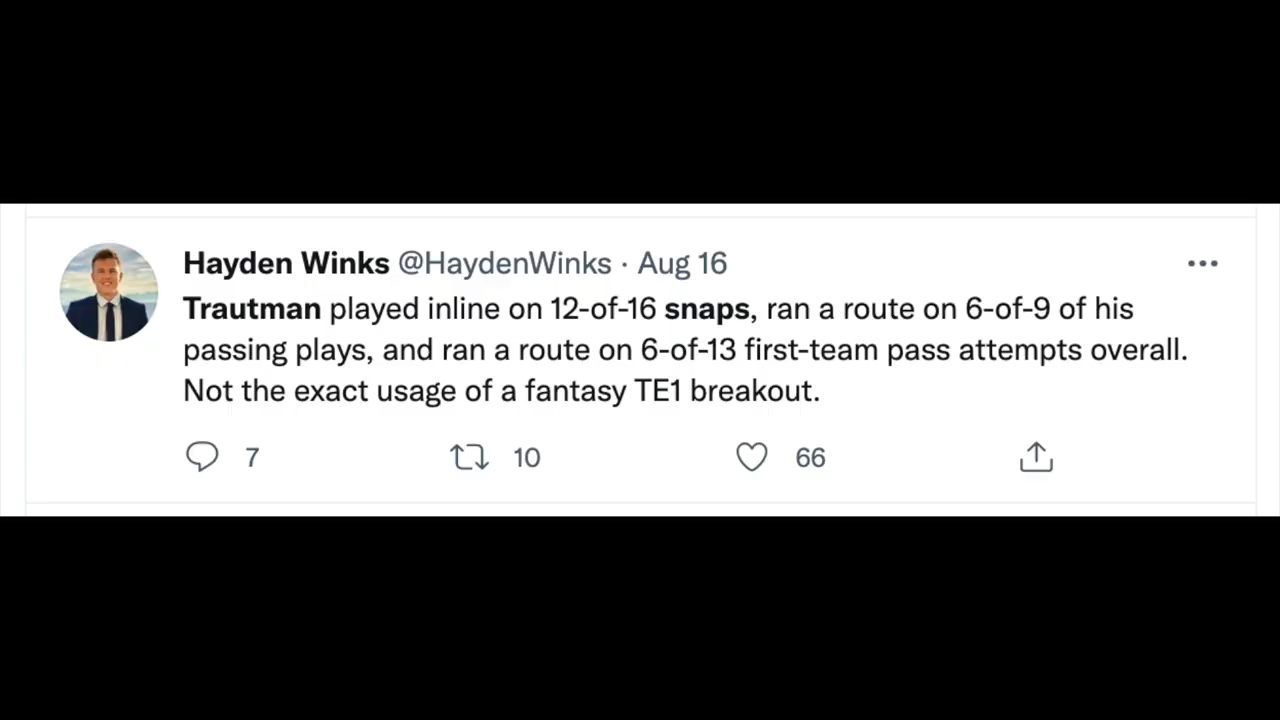 Hayden Winks @HaydenWinks · Aug 16
Trautman played inline on 12-of-16 snaps, ran a route on 6-of-9 of his
passing plays, and ran a route on 6-of-13 first-team pass attempts overall.
Not the exact usage of a fantasy TE1 breakout.
7 10 66